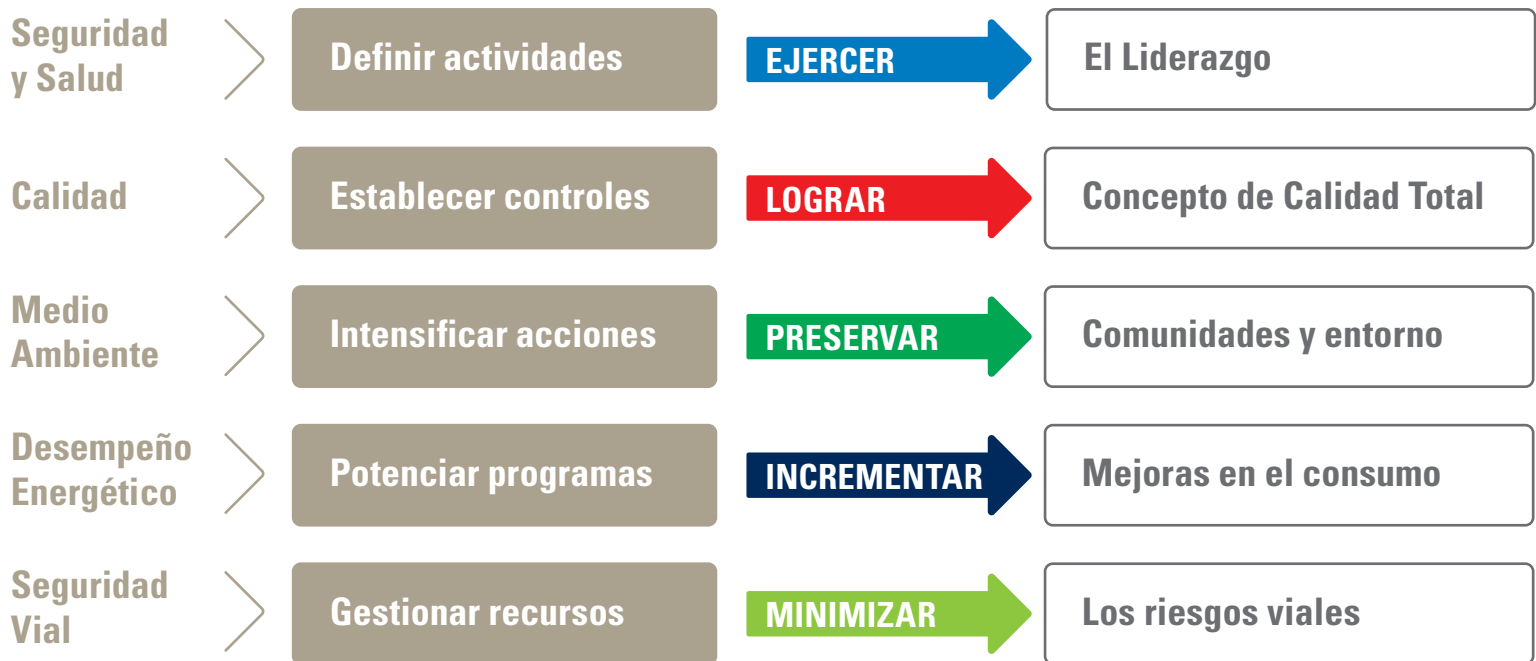 Seguridad
y Salud
Definir actividades
EJERCER
El Liderazgo
Calidad
Establecer controles
LOGRAR
Concepto de Calidad Total
Medio
Ambiente
Intensificar acciones
PRESERVAR
Comunidades y entorno
Desempeño
Energético
Potenciar programas
INCREMENTAR
Mejoras en el consumo
Seguridad
Vial
Gestionar recursos
MINIMIZAR
Los riesgos viales